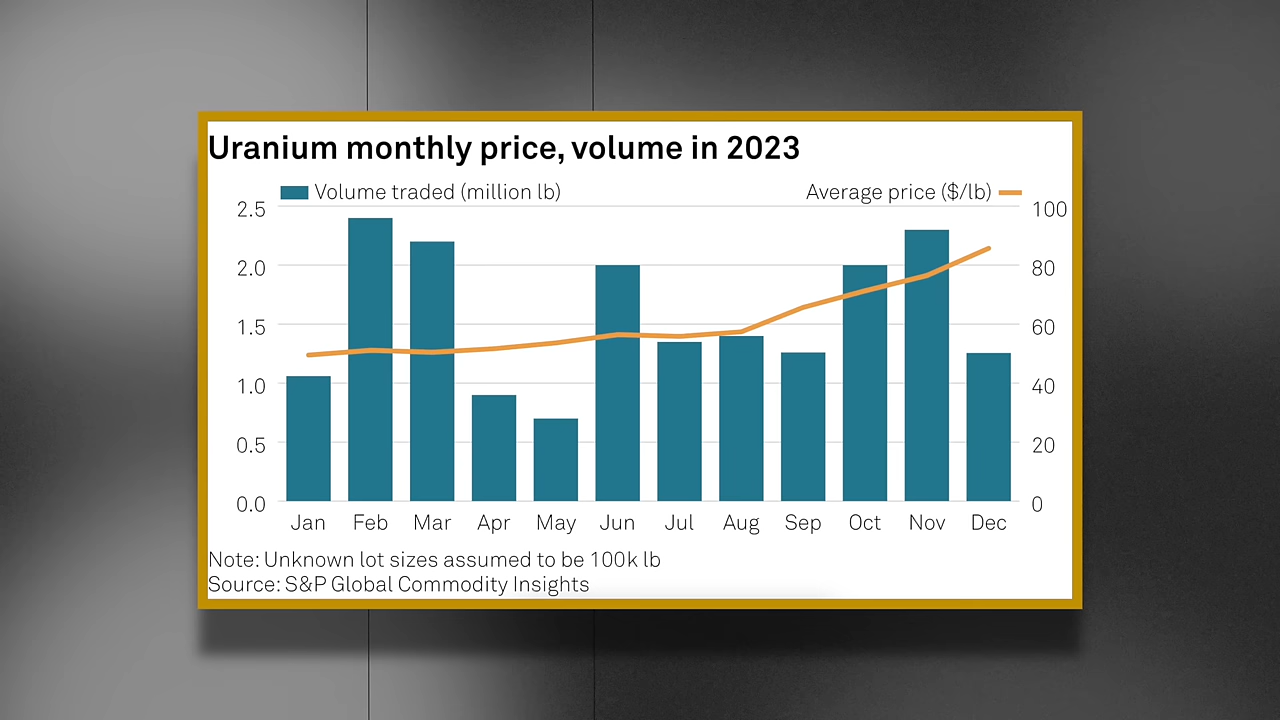 Uranium monthly price, volume in 2023
Volume traded (million lb) Average price ($/lb)
2.5 100
2.0 80
1.5 60
1.0 40
0.5 20
0.0 0
Jan Feb Mar Apr May Jun Jul Aug Sep Oct Nov Dec
Note: Unknown lot sizes assumed to be 100k lb
Source: S&P Global Commodity Insights